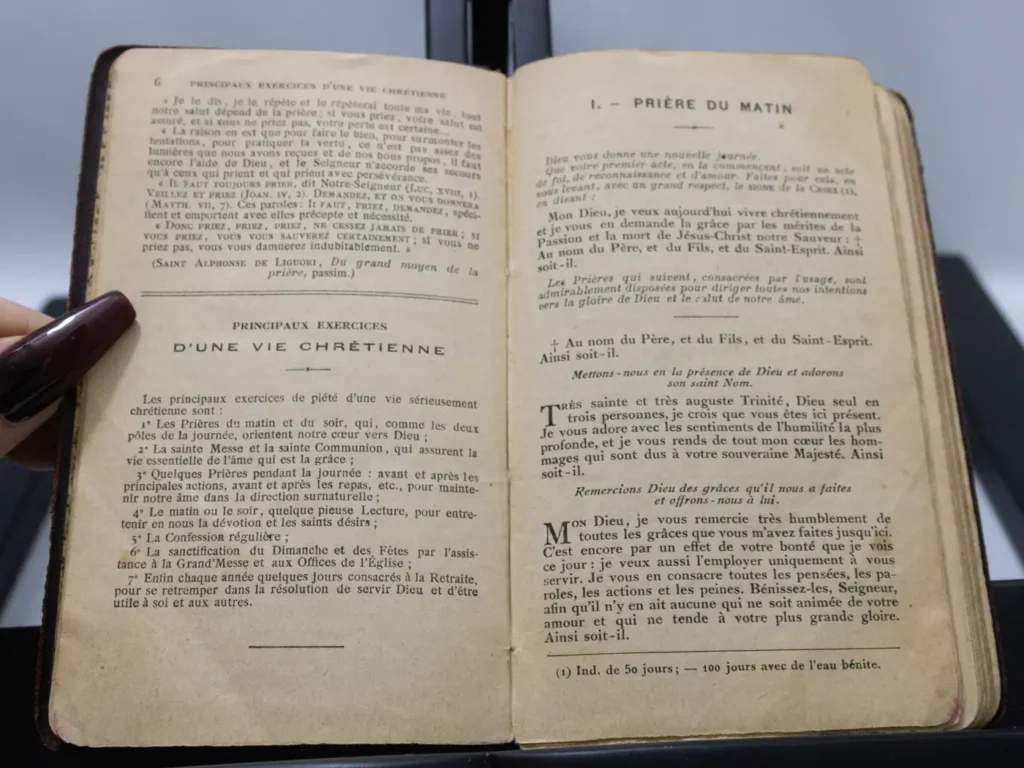 6 PRINCIPAUX EXERCICES D'UNE VIE CHRÉTIENNE
« Je le dis, je le répète et le répéterai toute ma vie, tout
notre salut dépend de la prière ; si vous priez, votre salut est
assuré, et si vous ne priez pas, votre perte est certaine...
« La raison en est que pour faire le bien, pour surmonter les
tentations, pour pratiquer la vertu, ce n'est pas assez des
lumières que nous avons reçues et de nos bons propos, il faut
encore l'aide de Dieu, et le Seigneur n'accorde ses secours
qu'à ceux qui prient et qui prient avec persévérance.
« IL FAUT TOUJOURS PRIER, dit Notre-Seigneur (LUC, XVIII, 1).
VEILLEZ ET PRIEZ (JOAN. IV, 2). DEMANDEZ, ET ON VOUS DONNERA
(MATTH. VII, 7). Ces paroles : IL FAUT, PRIEZ, DEMANDEZ, spéci-
fient et emportent avec elles précepte et nécessité.
« DONC PRIEZ, PRIEZ, PRIEZ, NE CESSEZ JAMAIS DE PRIER ; SI
VOUS PRIEZ, VOUS VOUS SAUVEREZ CERTAINEMENT ; si vous ne
priez pas, vous vous damnerez indubitablement. »
(SAINT ALPHONSE DE LIGUORI, Du grand moyen de la
prière, passim.)
PRINCIPAUX EXERCICES
D'UNE VIE CHRÉTIENNE
Les principaux exercices de piété d'une vie sérieusement
chrétienne sont :
1° Les Prières du matin et du soir, qui, comme les deux
pôles de la journée, orientent notre cœur vers Dieu ;
2° La sainte Messe et la sainte Communion, qui assurent la
vie essentielle de l'âme qui est la grâce ;
3° Quelques Prières pendant la journée : avant et après les
principales actions, avant et après les repas, etc., pour mainte-
nir notre âme dans la direction surnaturelle ;
4° Le matin ou le soir, quelque pieuse Lecture, pour entre-
tenir en nous la dévotion et les saints désirs ;
5° La Confession régulière ;
6° La sanctification du Dimanche et des Fêtes par l'assis-
tance à la Grand'Messe et aux Offices de l'Église ;
7° Enfin chaque année quelques jours consacrés à la Retraite,
pour se retremper dans la résolution de servir Dieu et d'être
utile à soi et aux autres.
I. — PRIÈRE DU MATIN
Dieu vous donne une nouvelle journée.
Que votre premier acte, en la commençant, soit un acte
de foi, de reconnaissance et d'amour. Faites pour cela, en
vous levant, avec un grand respect, le SIGNE DE LA CROIX (1),
en disant :
Mon Dieu, je veux aujourd'hui vivre chrétiennement
et je vous en demande la grâce par les mérites de la
Passion et la mort de Jésus-Christ notre Sauveur : †
Au nom du Père, et du Fils, et du Saint-Esprit. Ainsi
soit-il.
Les Prières qui suivent, consacrées par l'usage, sont
admirablement disposées pour diriger toutes nos intentions
vers la gloire de Dieu et le salut de notre âme.
† Au nom du Père, et du Fils, et du Saint-Esprit.
Ainsi soit-il.
Mettons-nous en la présence de Dieu et adorons
son saint Nom.
TRÈS sainte et très auguste Trinité, Dieu seul en
trois personnes, je crois que vous êtes ici présent.
Je vous adore avec les sentiments de l'humilité la plus
profonde, et je vous rends de tout mon cœur les hom-
mages qui sont dus à votre souveraine Majesté. Ainsi
soit-il.
Remercions Dieu des grâces qu'il nous a faites
et offrons-nous à lui.
MON Dieu, je vous remercie très humblement de
toutes les grâces que vous m'avez faites jusqu'ici.
C'est encore par un effet de votre bonté que je vois
ce jour : je veux aussi l'employer uniquement à vous
servir. Je vous en consacre toutes les pensées, les pa-
roles, les actions et les peines. Bénissez-les, Seigneur,
afin qu'il n'y en ait aucune qui ne soit animée de votre
amour et qui ne tende à votre plus grande gloire.
Ainsi soit-il.
(1) Ind. de 50 jours ; — 100 jours avec de l'eau bénite.